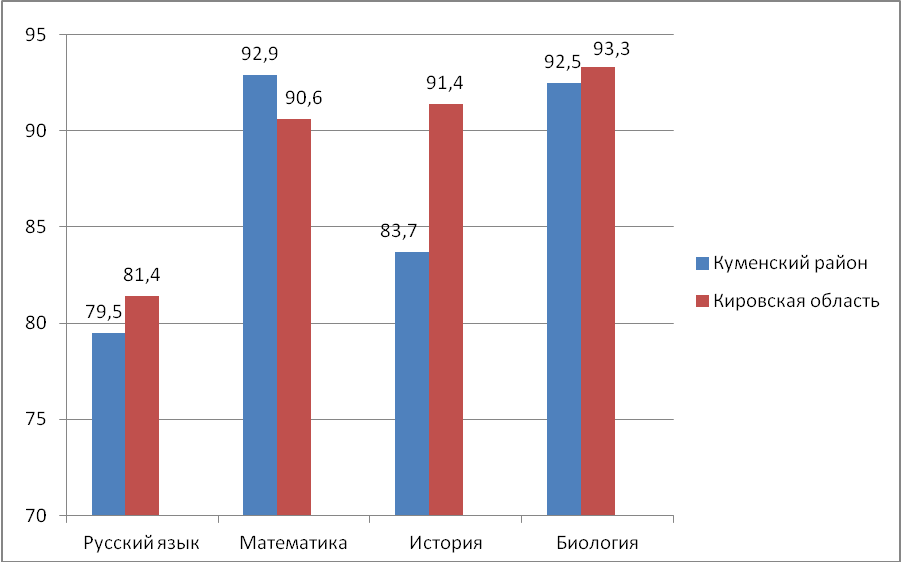 95
90
85
80
75
70
79,5
81,4
92,9
90,6
83,7
91,4
92,5
93,3
Русский язык
Математика
История
Биология
Куменский район
Кировская область